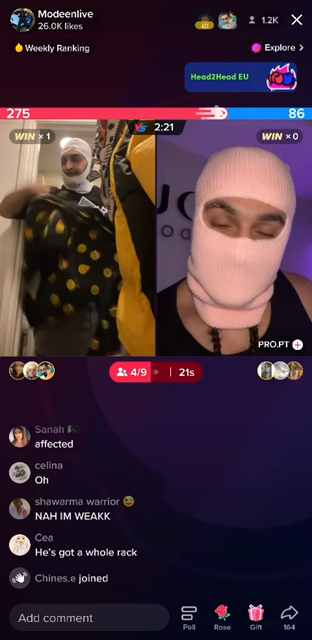 Modeenlive
26.0K likes
1.2K
Weekly Ranking
Explore >
Head2Head EU
275
86
WIN × 1
VS 2:21
WIN × 0
PRO.PT
4/9
21s
Sanah
affected
celina
Oh
shawarma warrior 😅
NAH IM WEAKK
Cea
He's got a whole rack
Chines.e joined
Add comment
Poll
Rose
Gift
164